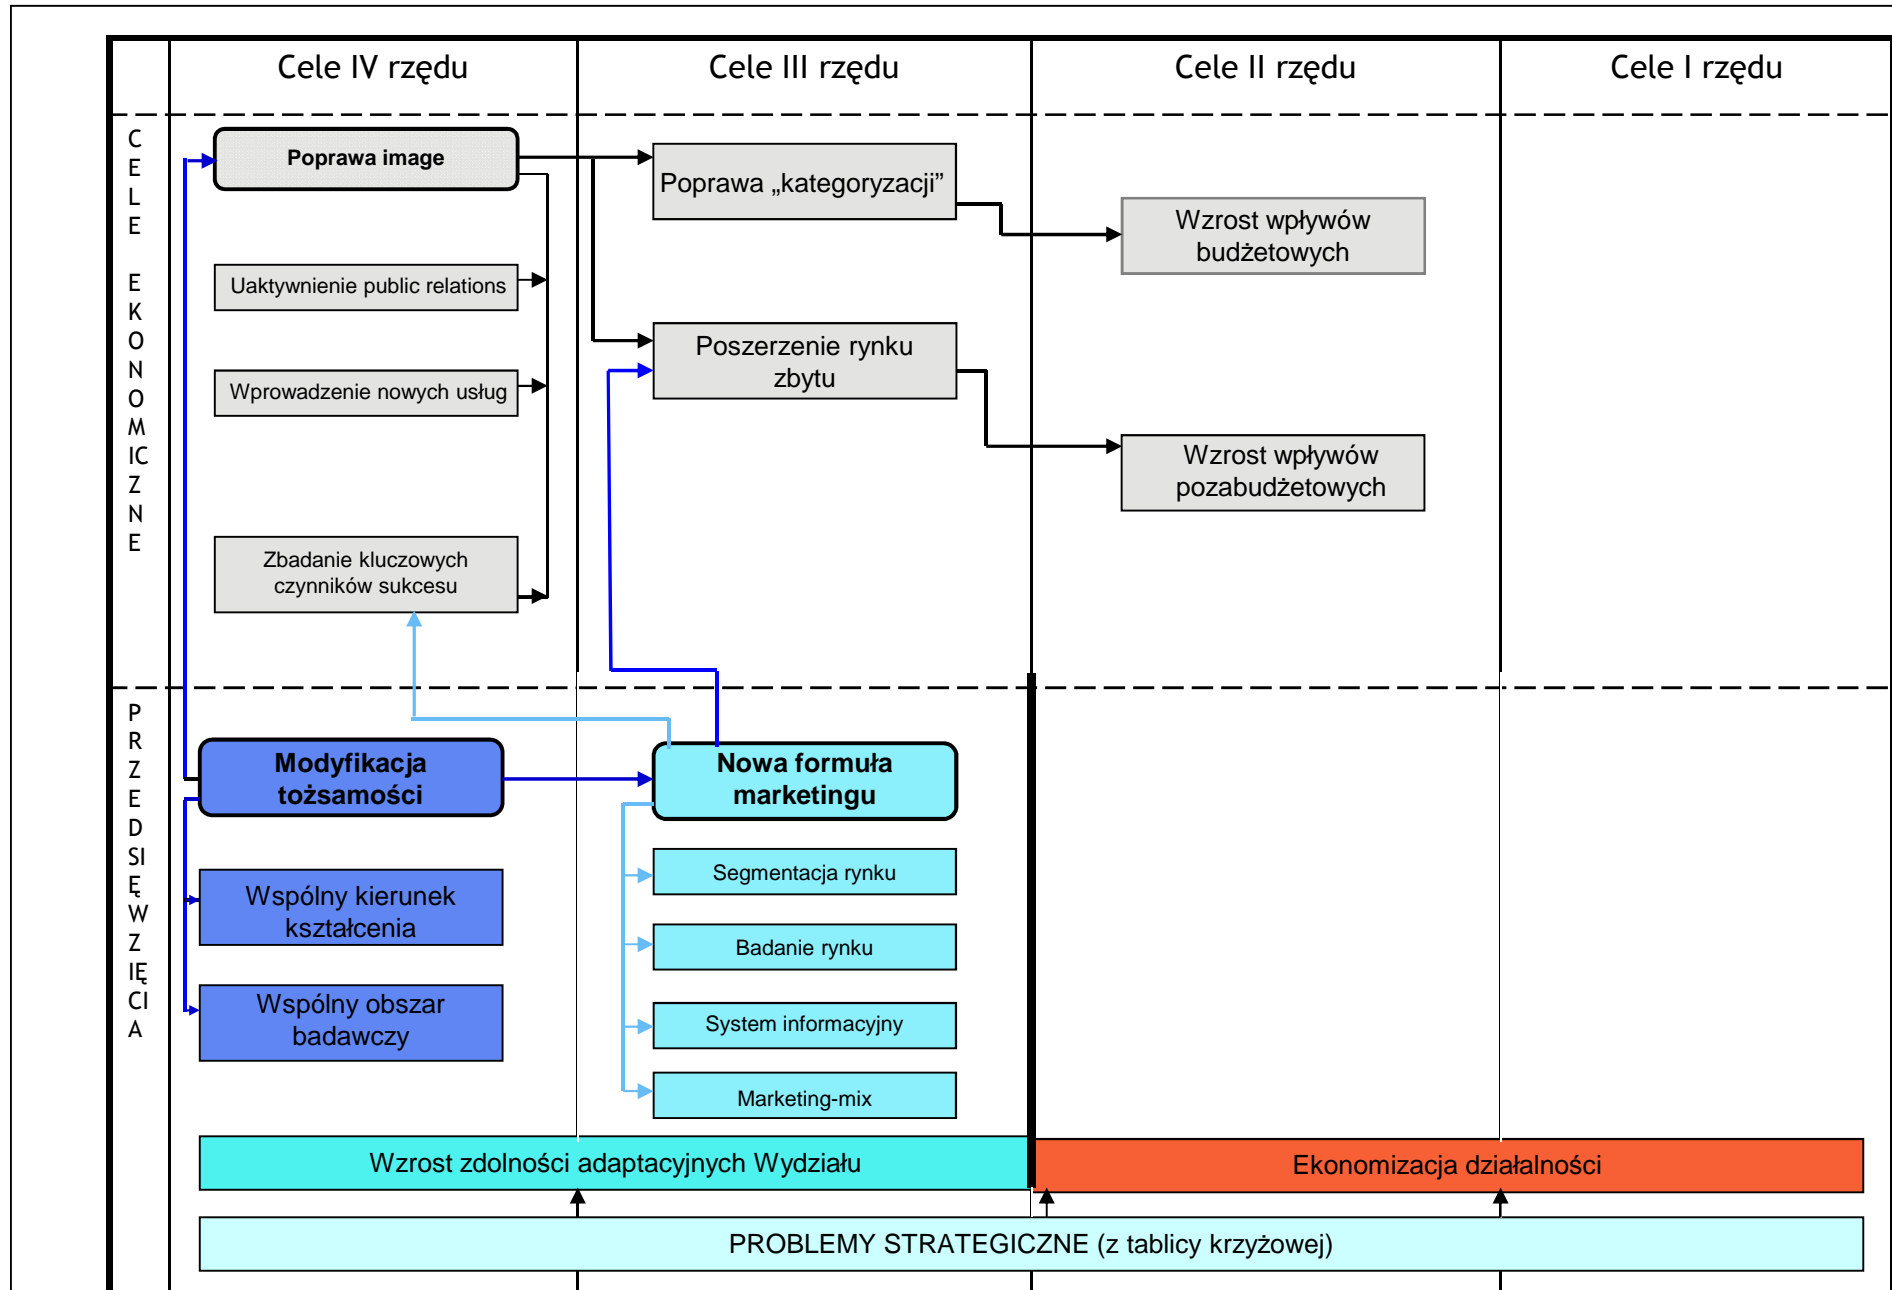 Cele IV rzędu
Cele III rzędu
Cele II rzędu
Cele I rzędu
C
E
L
E
E
K
O
N
O
M
IC
Z
N
E
Poprawa image
Uaktywnienie public relations
Wprowadzenie nowych usług
Zbadanie kluczowych
czynników sukcesu
Poprawa „kategoryzacji”
Poszerzenie rynku
zbytu
Wzrost wpływów
budżetowych
Wzrost wpływów
pozabudżetowych
P
R
Z
E
D
SI
Ę
W
Z
IĘ
CI
A
Modyfikacja
tożsamości
Wspólny kierunek
kształcenia
Wspólny obszar
badawczy
Nowa formuła
marketingu
Segmentacja rynku
Badanie rynku
System informacyjny
Marketing-mix
Wzrost zdolności adaptacyjnych Wydziału
Ekonomizacja działalności
PROBLEMY STRATEGICZNE (z tablicy krzyżowej)